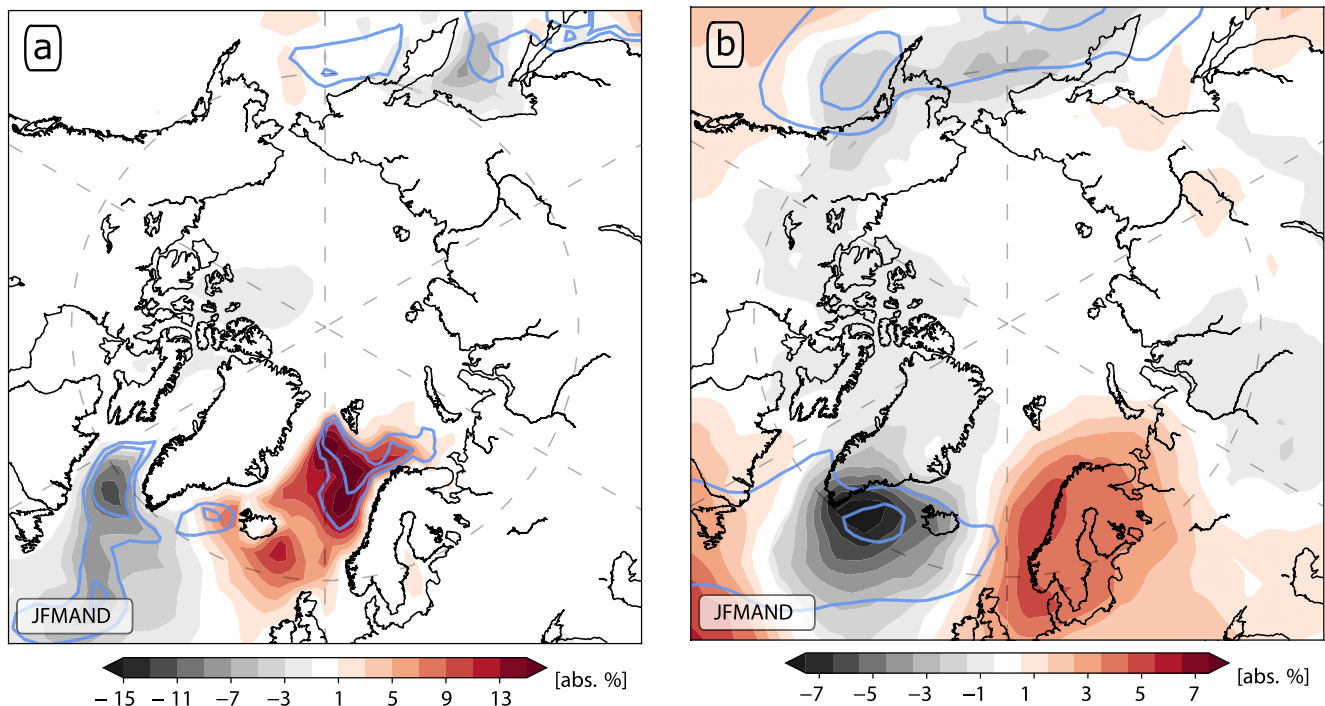 a
b
JFMAND
JFMAND
− 15 − 11 −7 −3 1 5 9 13 [abs. %]
−7 −5 −3 −1 1 3 5 7 [abs. %]